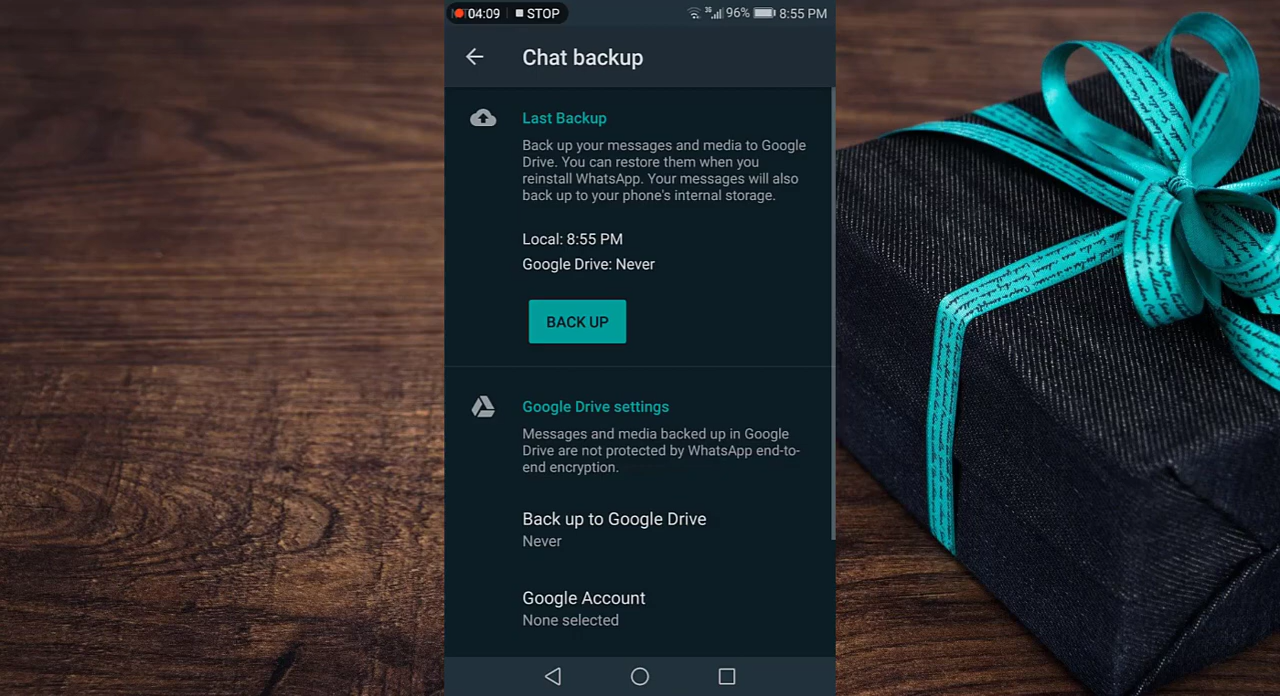 04:09 STOP 3G 96% 8:55 PM
Chat backup
Last Backup
Back up your messages and media to Google
Drive. You can restore them when you
reinstall WhatsApp. Your messages will also
back up to your phone's internal storage.
Local: 8:55 PM
Google Drive: Never
BACK UP
Google Drive settings
Messages and media backed up in Google
Drive are not protected by WhatsApp end-to-
end encryption.
Back up to Google Drive
Never
Google Account
None selected